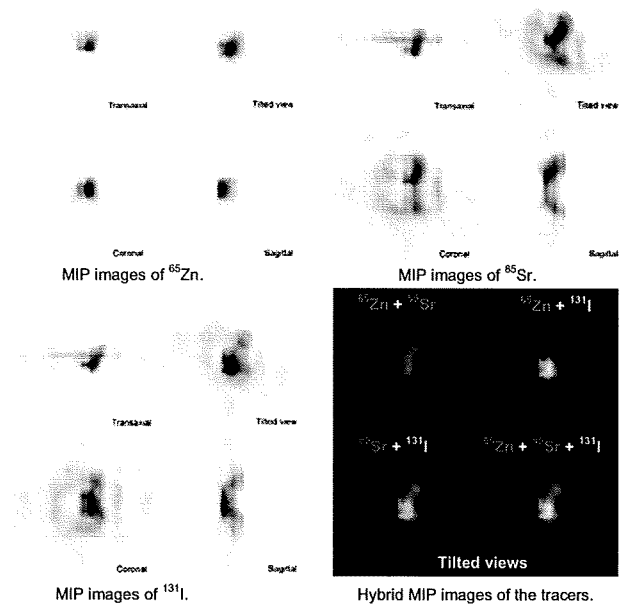 Transaxial
Tilted view
Coronal
Sagittal
MIP images of ⁶⁵Zn.
Transaxial
Tilted view
Coronal
Sagittal
MIP images of ⁸⁵Sr.
Transaxial
Tilted view
Coronal
Sagittal
MIP images of ¹³¹I.
⁶⁵Zn + ⁸⁵Sr
⁶⁵Zn + ¹³¹I
⁸⁵Sr + ¹³¹I
⁶⁵Zn + ⁸⁵Sr + ¹³¹I
Tilted views
Hybrid MIP images of the tracers.